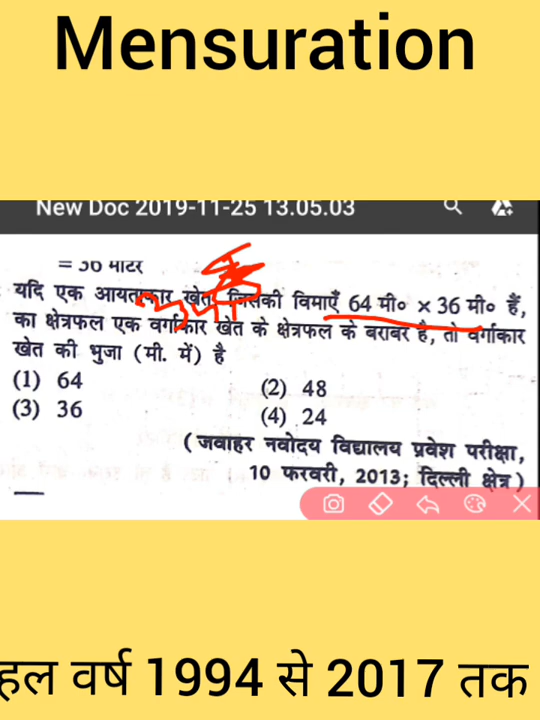 Mensuration
New Doc 2019-11-25 13.05.03
= 36 मीटर
यदि एक आयताकार खेत, जिसकी विमाएँ 64 मी० × 36 मी० हैं,
का क्षेत्रफल एक वर्गाकार खेत के क्षेत्रफल के बराबर है, तो वर्गाकार
खेत की भुजा (मी. में) है
(1) 64 (2) 48
(3) 36 (4) 24
(जवाहर नवोदय विद्यालय प्रवेश परीक्षा,
10 फरवरी, 2013; दिल्ली क्षेत्र)
हल वर्ष 1994 से 2017 तक